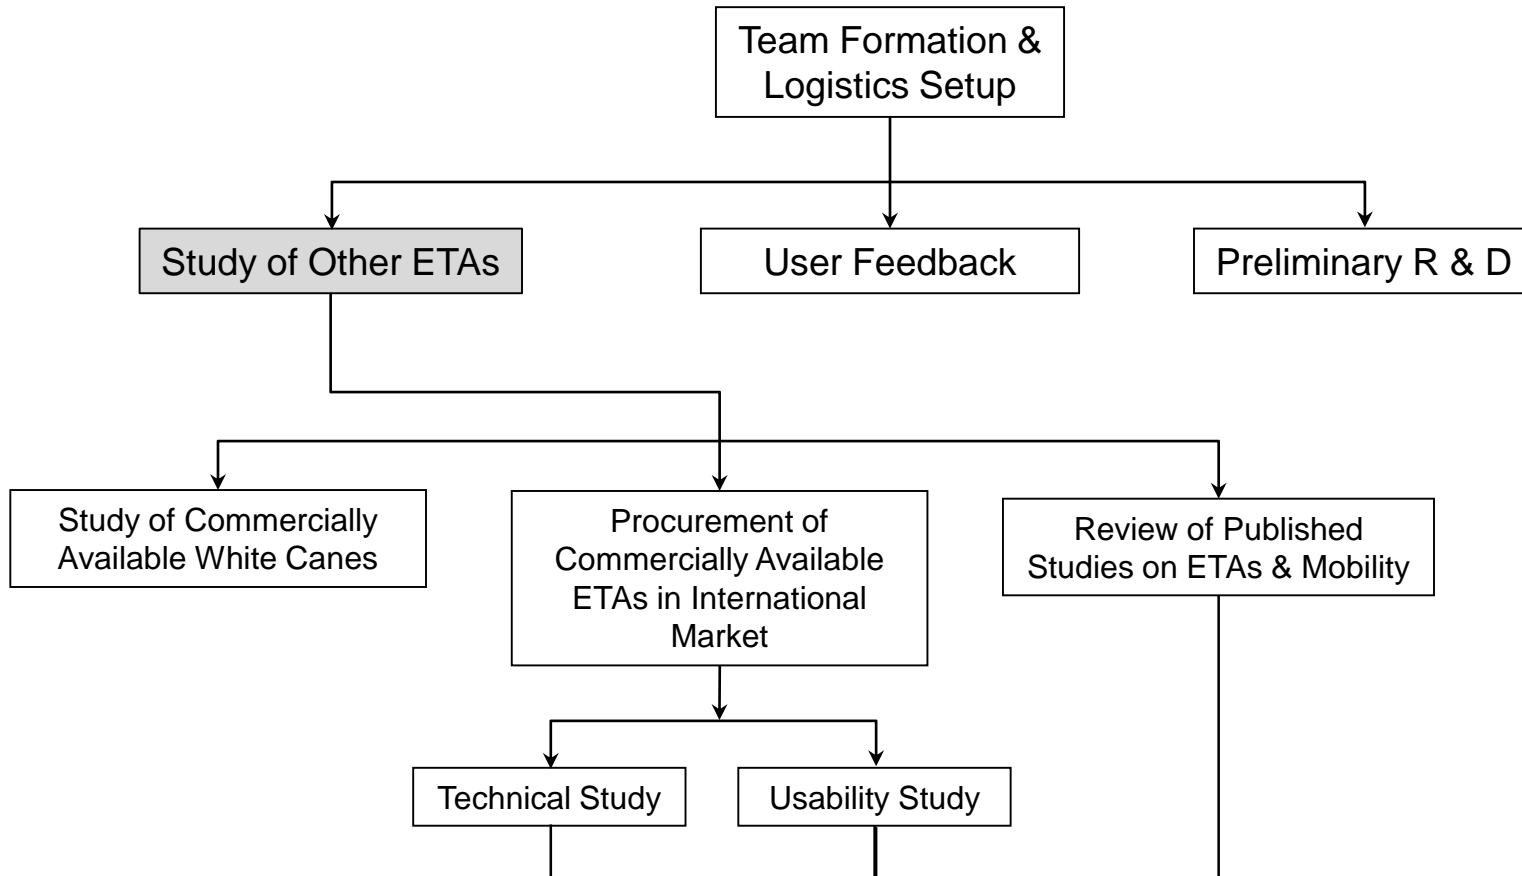 Team Formation &
Logistics Setup
Study of Other ETAs
User Feedback
Preliminary R & D
Study of Commercially
Available White Canes
Procurement of
Commercially Available
ETAs in International
Market
Review of Published
Studies on ETAs & Mobility
Technical Study
Usability Study